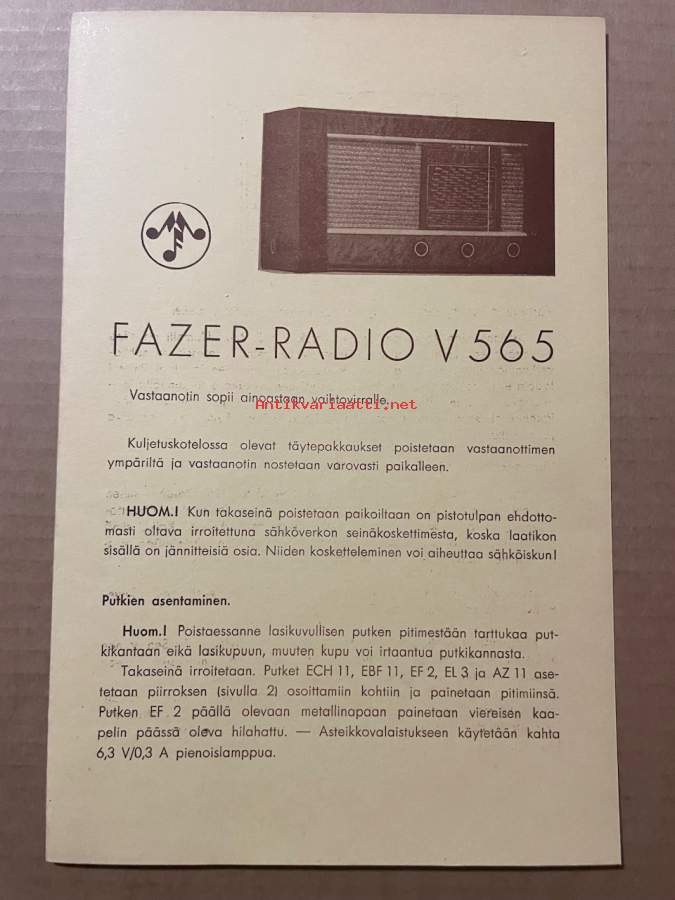 FAZER-RADIO V 565
Vastaanotin sopii ainoastaan vaihtovirralle.
Antikvariaatti.net
Kuljetuskotelossa olevat täytepakkaukset poistetaan vastaanottimen
ympäriltä ja vastaanotin nostetaan varovasti paikalleen.
HUOM.! Kun takaseinä poistetaan paikoiltaan on pistotulpan ehdotto-
masti oltava irroitettuna sähköverkon seinäkoskettimesta, koska laatikon
sisällä on jännitteisiä osia. Niiden kosketteleminen voi aiheuttaa sähköiskun!
Putkien asentaminen.
Huom.! Poistaessanne lasikuvullisen putken pitimestään tarttukaa put-
kikantaan eikä lasikupuun, muuten kupu voi irtaantua putkikannasta.
Takaseinä irroitetaan. Putket ECH 11, EBF 11, EF 2, EL 3 ja AZ 11 ase-
tetaan piirroksen (sivulla 2) osoittamiin kohtiin ja painetaan pitimiinsä.
Putken EF 2 päällä olevaan metallinapaan painetaan viereisen kaa-
pelin päässä oleva hilahattu. — Asteikkovalaistukseen käytetään kahta
6,3 V/0,3 A pienoislamppua.